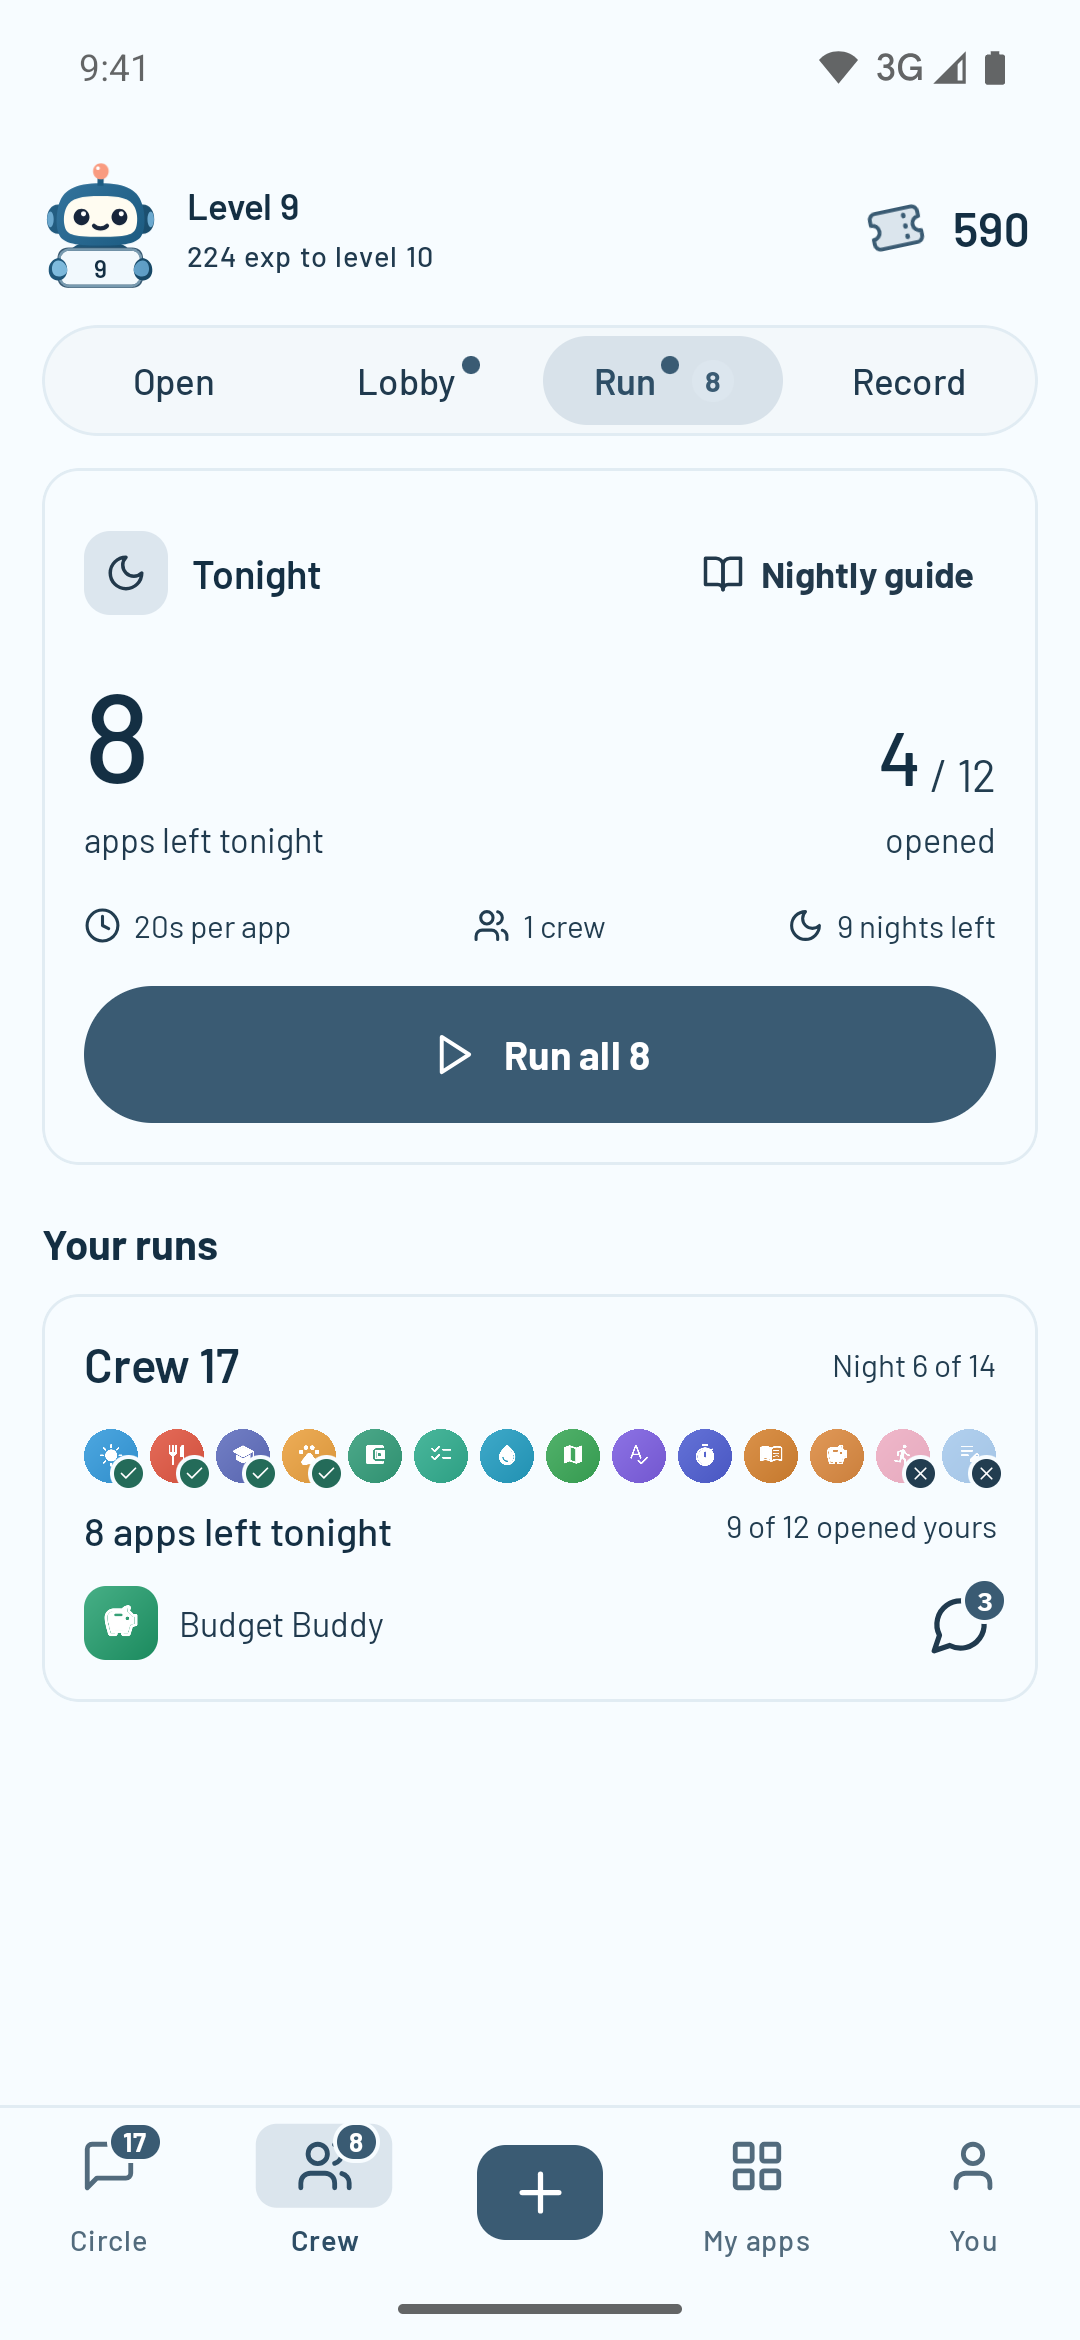 9:41
3G
Level 9
224 exp to level 10
9
590
Open
Lobby
Run
8
Record
Tonight
Nightly guide
8
4 / 12
apps left tonight
opened
20s per app
1 crew
9 nights left
Run all 8
Your runs
Crew 17
Night 6 of 14
8 apps left tonight
9 of 12 opened yours
Budget Buddy
3
17
8
Circle
Crew
My apps
You